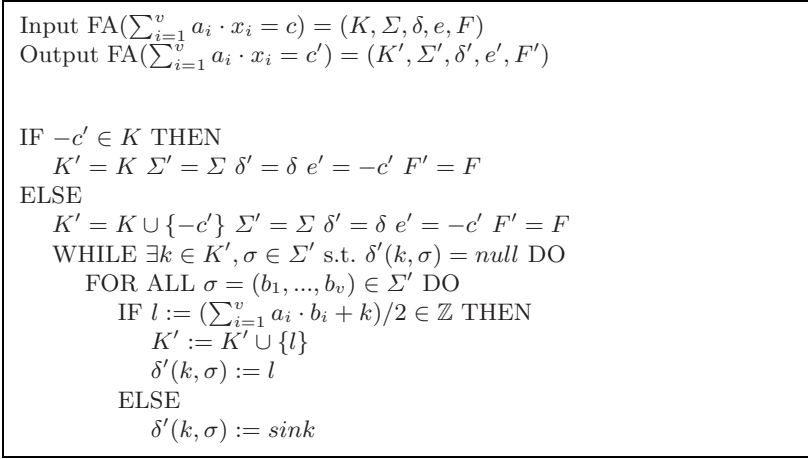 Input FA(∑_{i=1}^{v} a_i · x_i = c) = (K, Σ, δ, e, F)
Output FA(∑_{i=1}^{v} a_i · x_i = c′) = (K′, Σ′, δ′, e′, F′)
IF −c′ ∈ K THEN
K′ = K Σ′ = Σ δ′ = δ e′ = −c′ F′ = F
ELSE
K′ = K ∪ {−c′} Σ′ = Σ δ′ = δ e′ = −c′ F′ = F
WHILE ∃k ∈ K′, σ ∈ Σ′ s.t. δ′(k, σ) = null DO
FOR ALL σ = (b_1, ..., b_v) ∈ Σ′ DO
IF l := (∑_{i=1}^{v} a_i · b_i + k)/2 ∈ ℤ THEN
K′ := K′ ∪ {l}
δ′(k, σ) := l
ELSE
δ′(k, σ) := sink